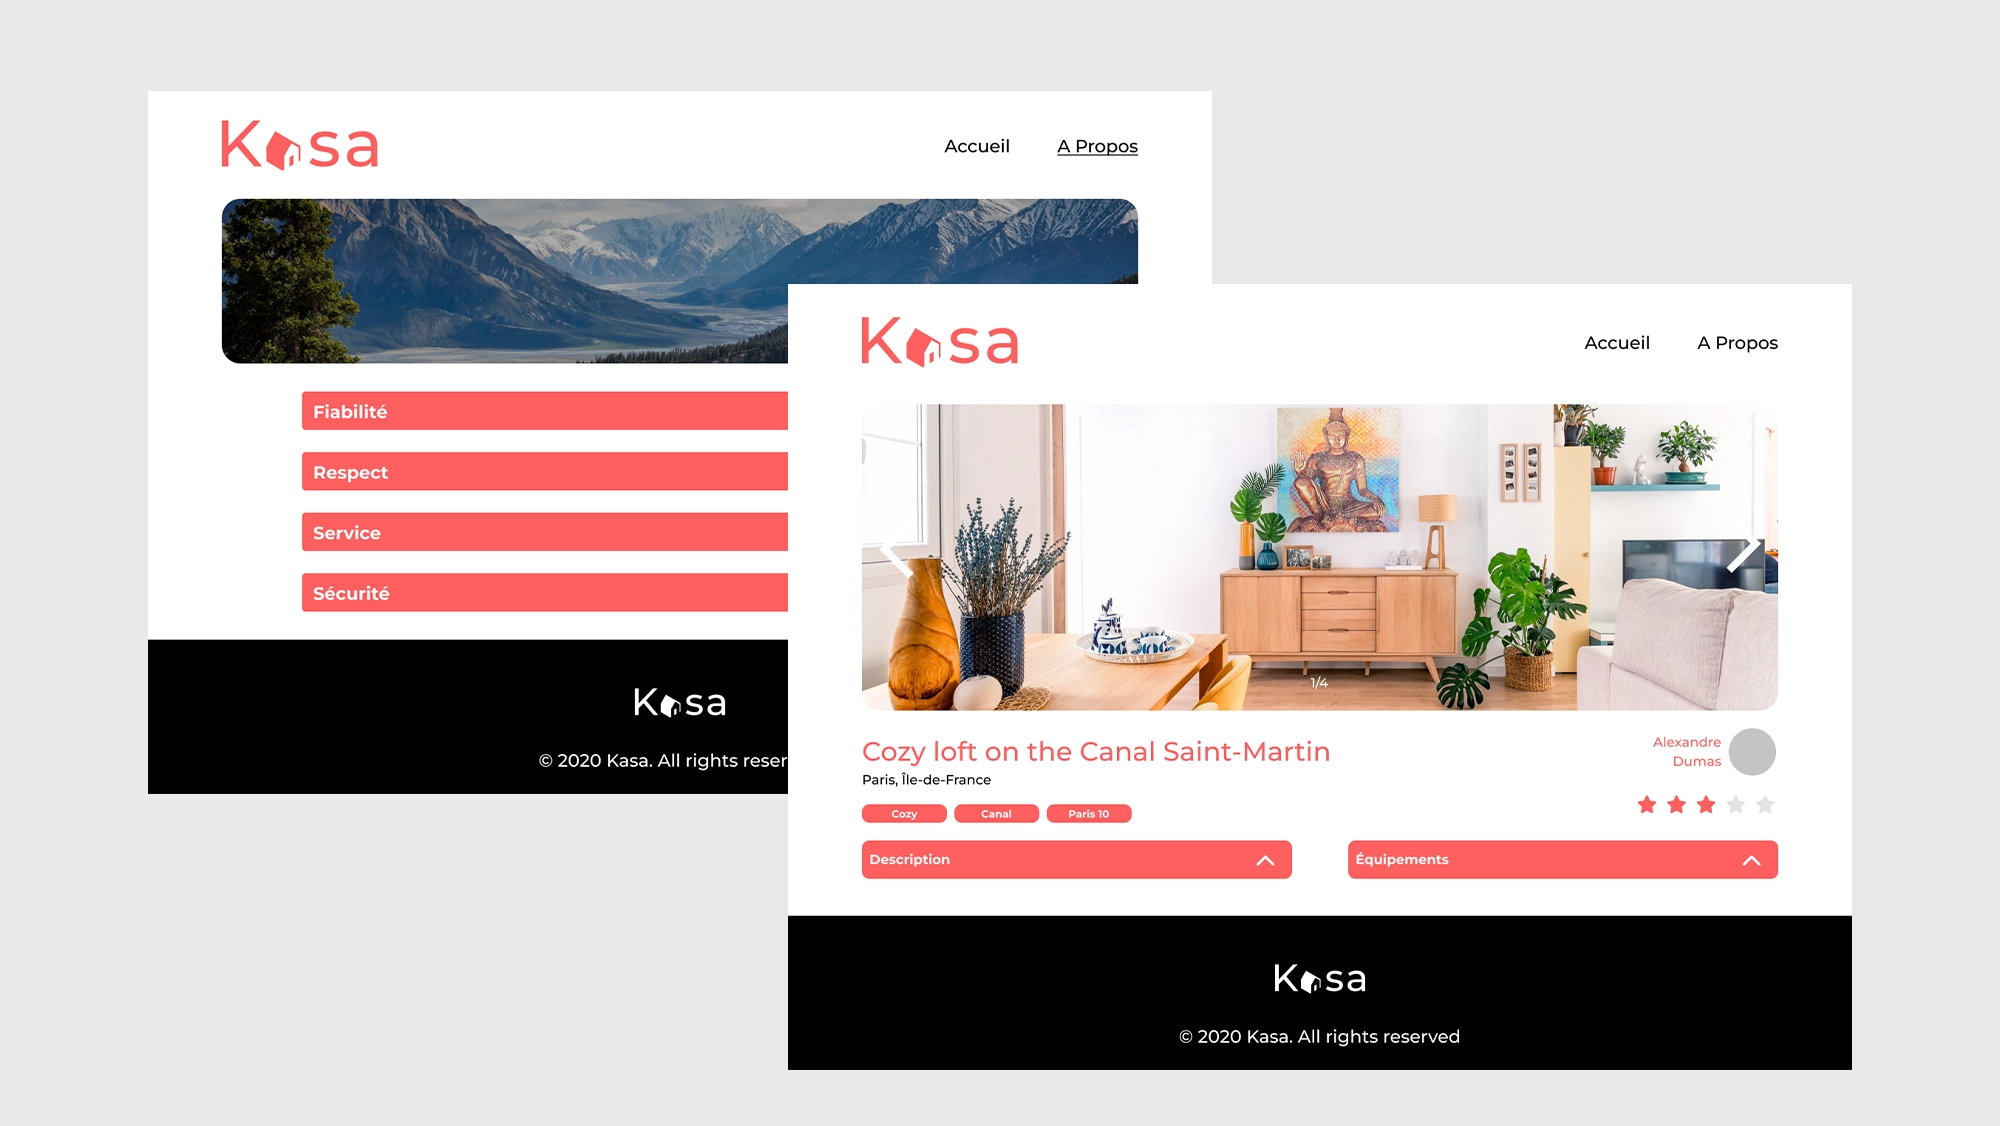 Kasa
Accueil
A Propos
Fiabilité
Respect
Service
Sécurité
Kasa
© 2020 Kasa. All rights reser
Kasa
Accueil
A Propos
1/4
Cozy loft on the Canal Saint-Martin
Paris, Île-de-France
Alexandre
Dumas
Cozy
Canal
Paris 10
Description
Équipements
Kasa
© 2020 Kasa. All rights reserved